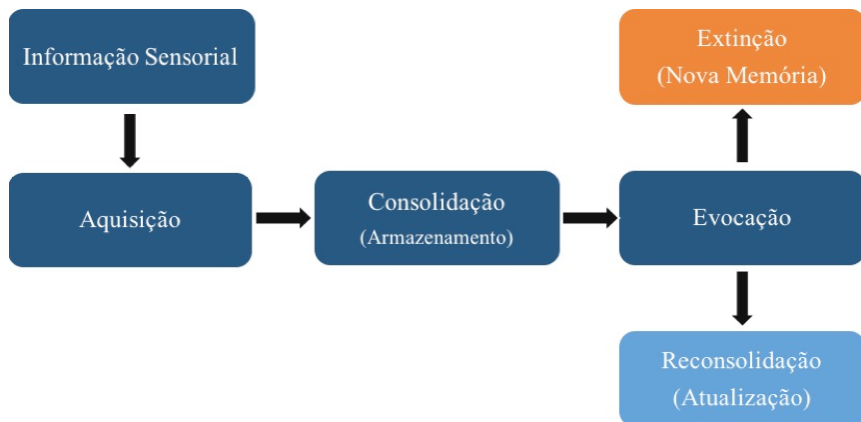 Informação Sensorial
Extinção
(Nova Memória)
Aquisição
Consolidação
(Armazenamento)
Evocação
Reconsolidação
(Atualização)